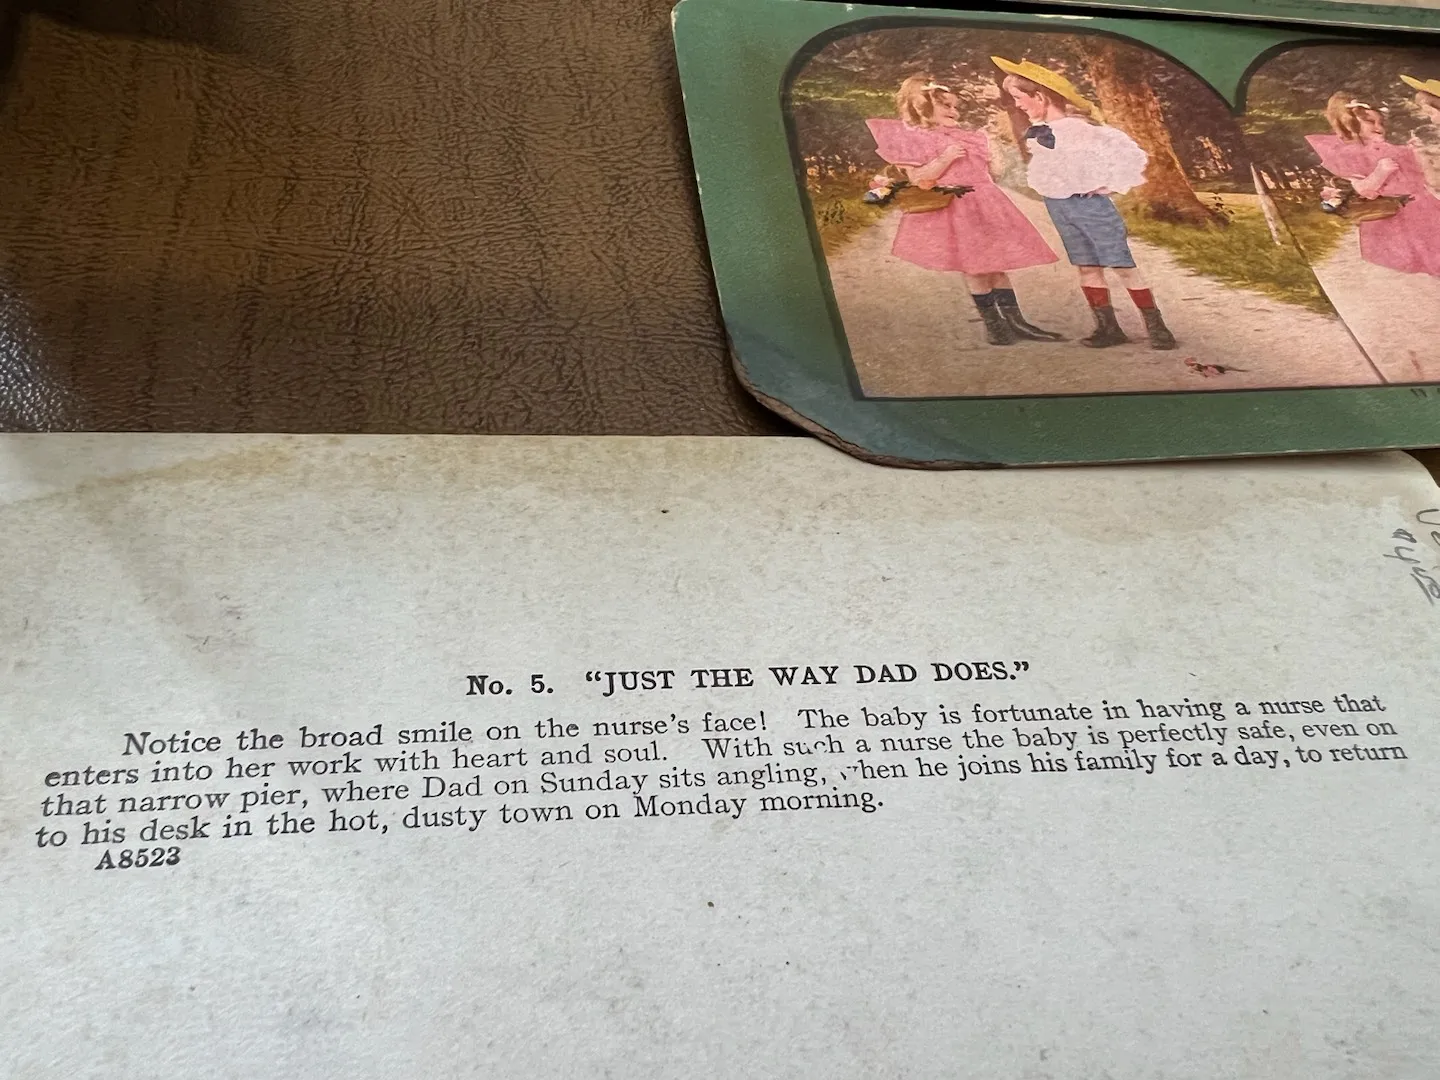 No. 5. “JUST THE WAY DAD DOES.”
Notice the broad smile on the nurse’s face! The baby is fortunate in having a nurse that
enters into her work with heart and soul. With such a nurse the baby is perfectly safe, even on
that narrow pier, where Dad on Sunday sits angling, when he joins his family for a day, to return
to his desk in the hot, dusty town on Monday morning.
A8523